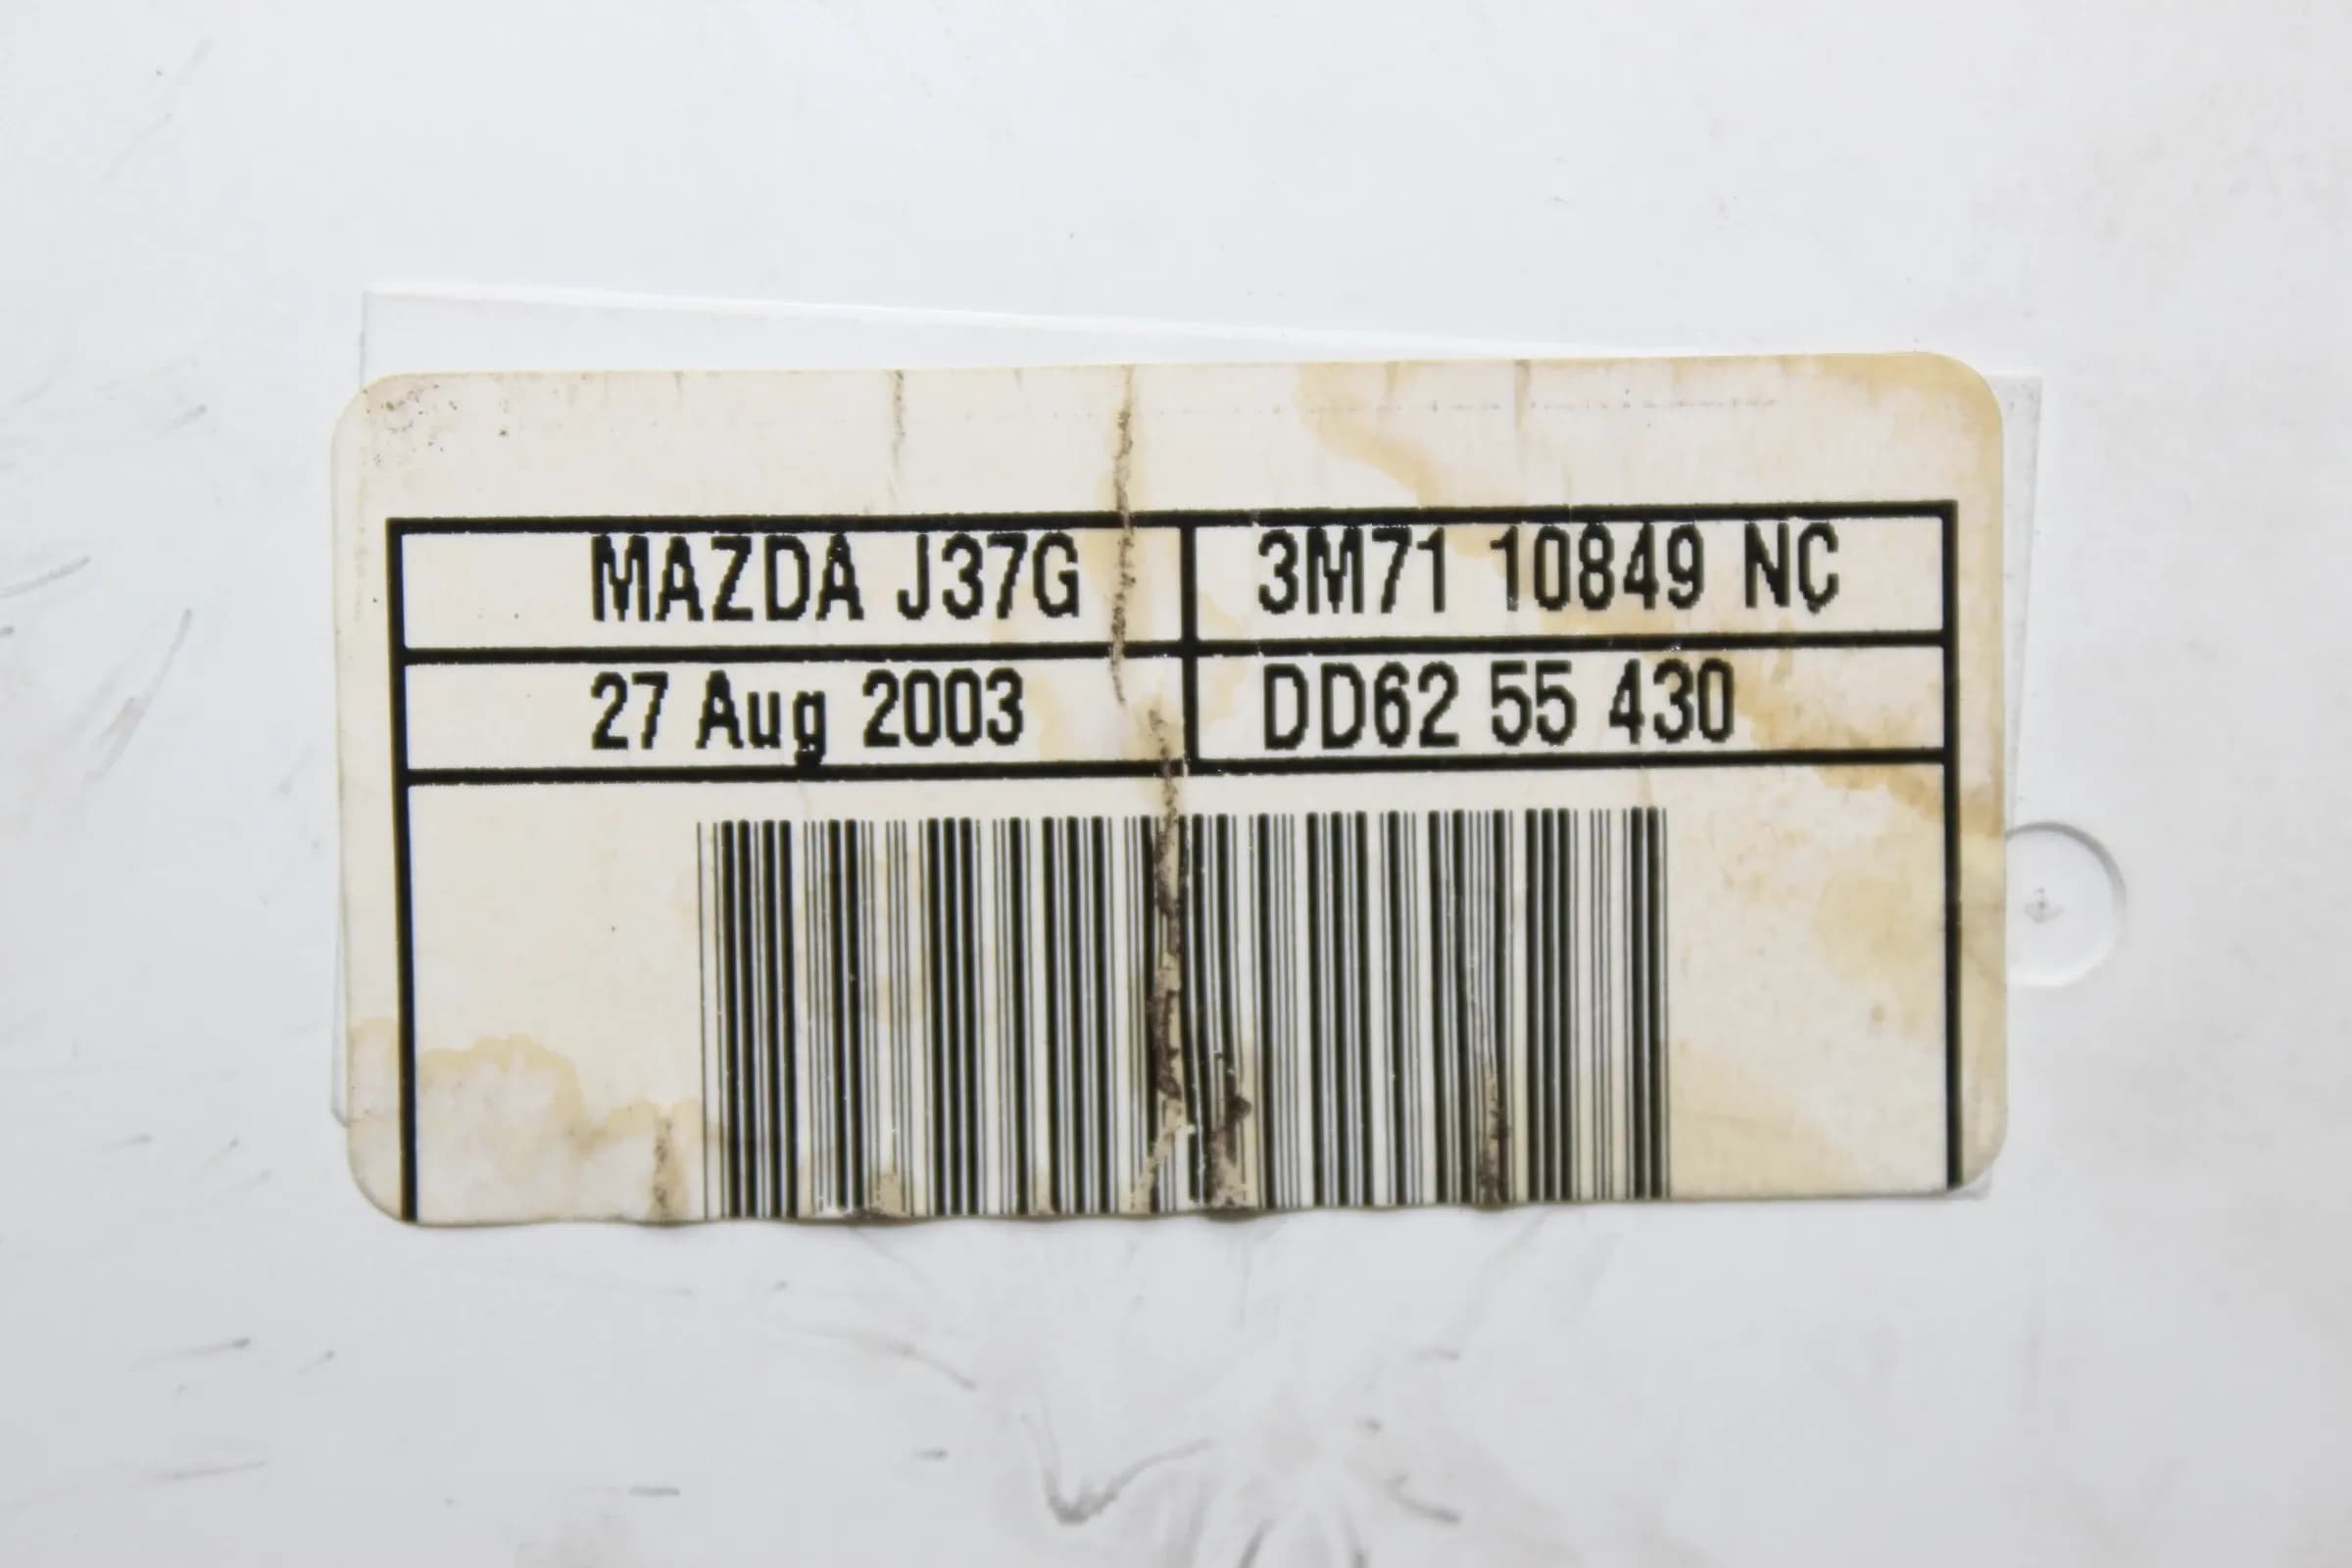 MAZDA J37G 3M71 10849 NC
27 Aug 2003 DD62 55 430